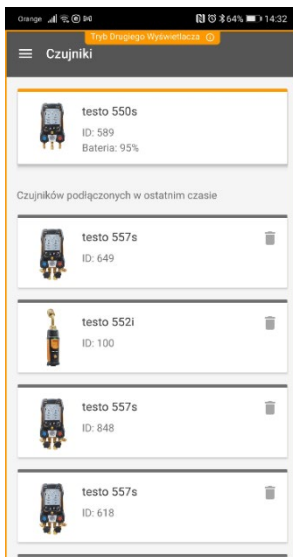 Orange 64% 14:32
Tryb Drugiego Wyświetlacza
Czujniki
testo 550s
ID: 589
Bateria: 95%
Czujników podłączonych w ostatnim czasie
testo 557s
ID: 649
testo 552i
ID: 100
testo 557s
ID: 848
testo 557s
ID: 618